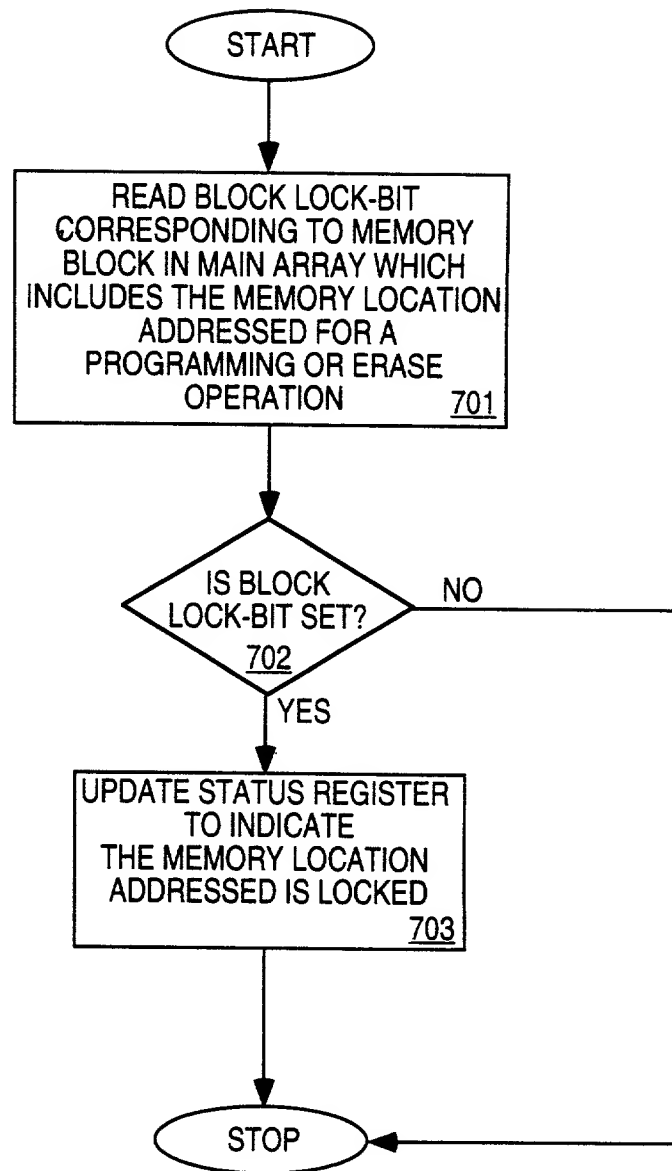 START
READ BLOCK LOCK-BIT
CORRESPONDING TO MEMORY
BLOCK IN MAIN ARRAY WHICH
INCLUDES THE MEMORY LOCATION
ADDRESSED FOR A
PROGRAMMING OR ERASE
OPERATION
701
IS BLOCK
LOCK-BIT SET?
702
NO
YES
UPDATE STATUS REGISTER
TO INDICATE
THE MEMORY LOCATION
ADDRESSED IS LOCKED
703
STOP